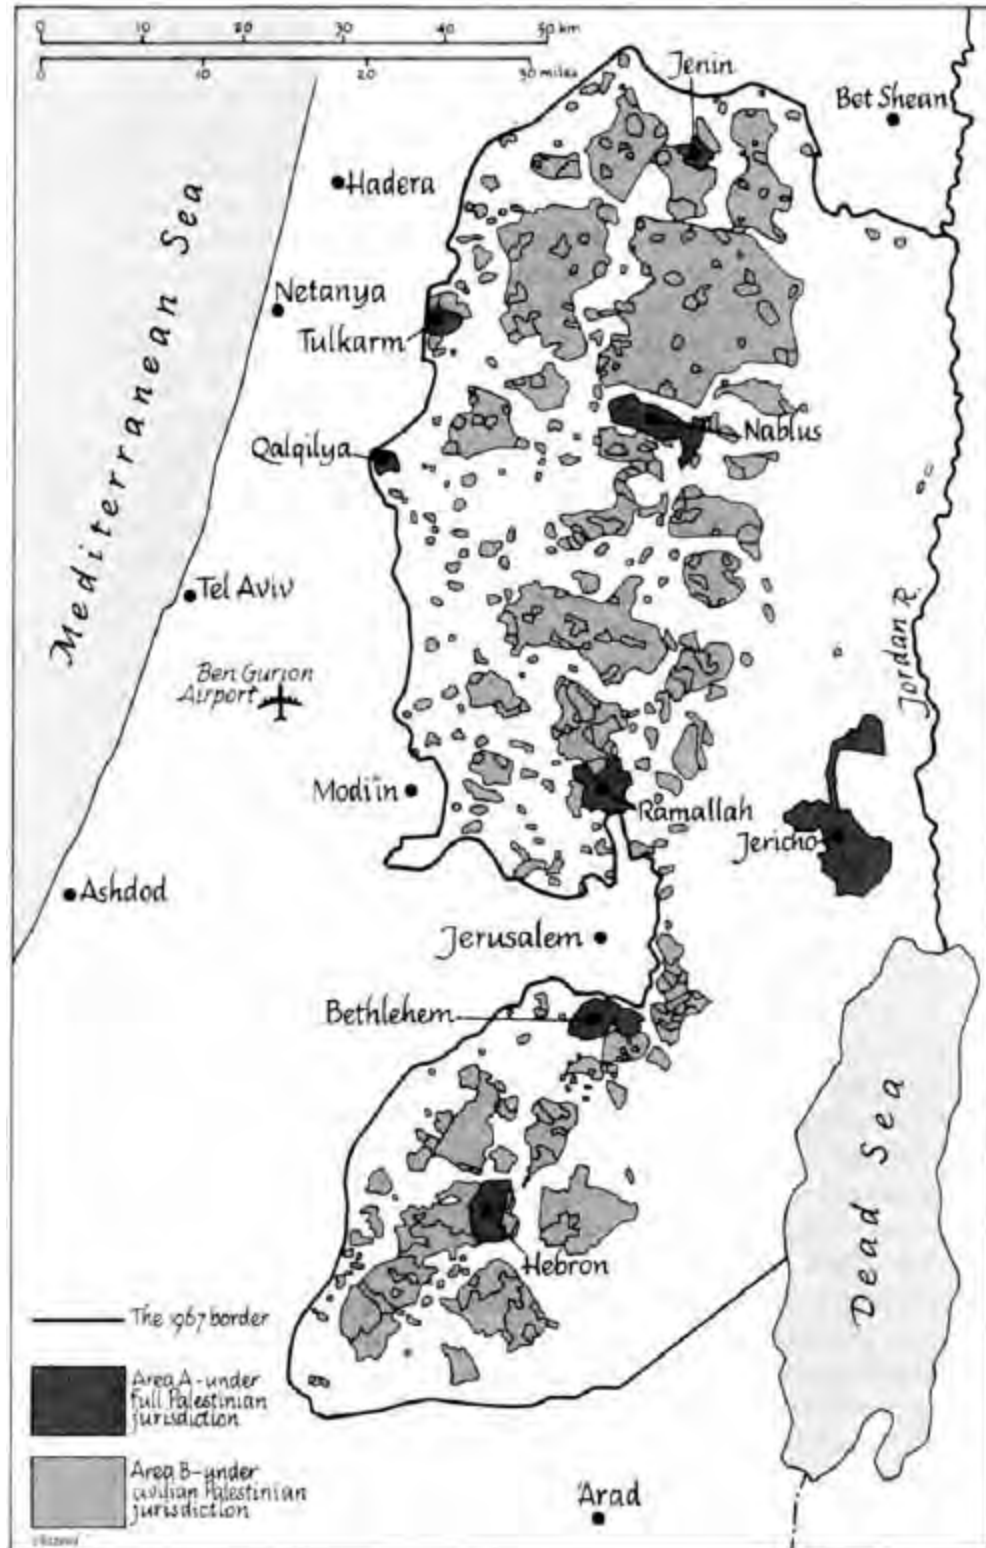 0 10 20 30 40 50 km
0 10 20 30 miles
Jenin
Bet Shean
Hadera
Mediterranean Sea
Netanya
Tulkarm
Nablus
Qalqilya
Tel Aviv
Jordan R.
Ben Gurion
Airport
Modi'in
Ramallah
Jericho
Ashdod
Jerusalem
Bethlehem
Dead Sea
Hebron
The 1967 border
Area A - under
full Palestinian
jurisdiction
Area B - under
civilian Palestinian
jurisdiction
'Arad